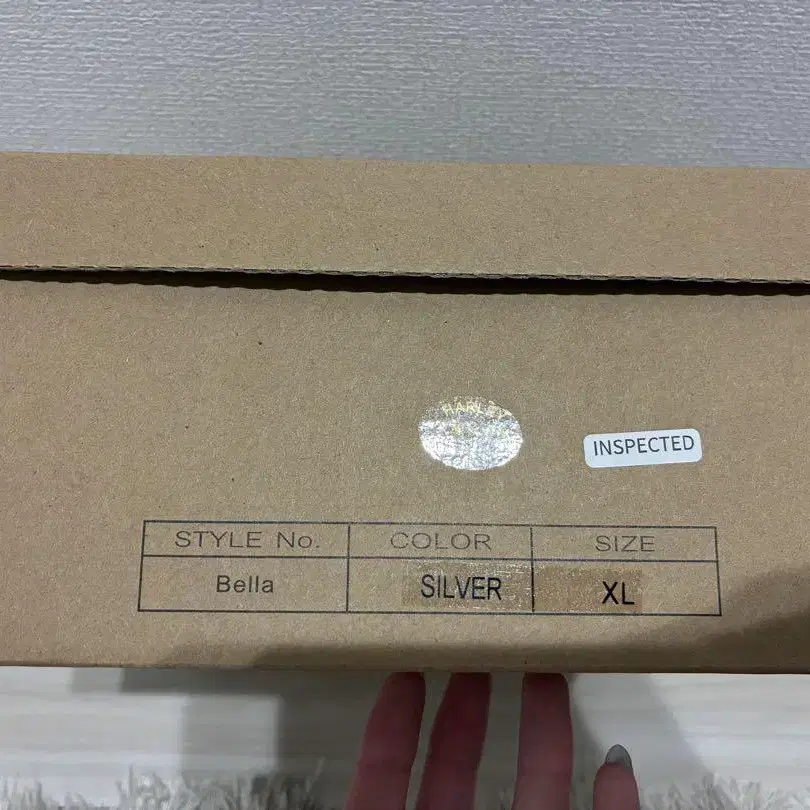 INSPECTED
STYLE No. COLOR SIZE
Bella SILVER XL